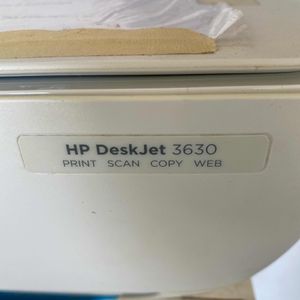 HP DeskJet 3630
PRINT SCAN COPY WEB